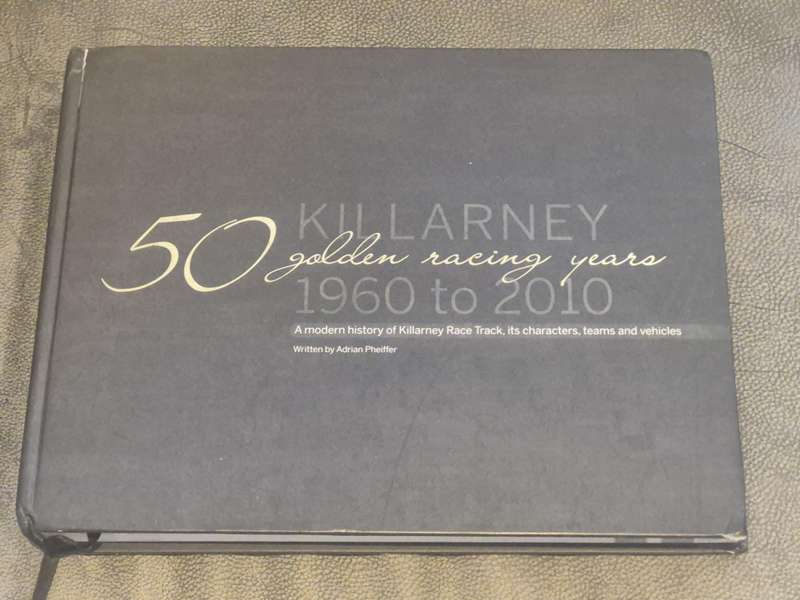 KILLARNEY
50 golden racing years
1960 to 2010
A modern history of Killarney Race Track, its characters, teams and vehicles
Written by Adrian Pheiffer